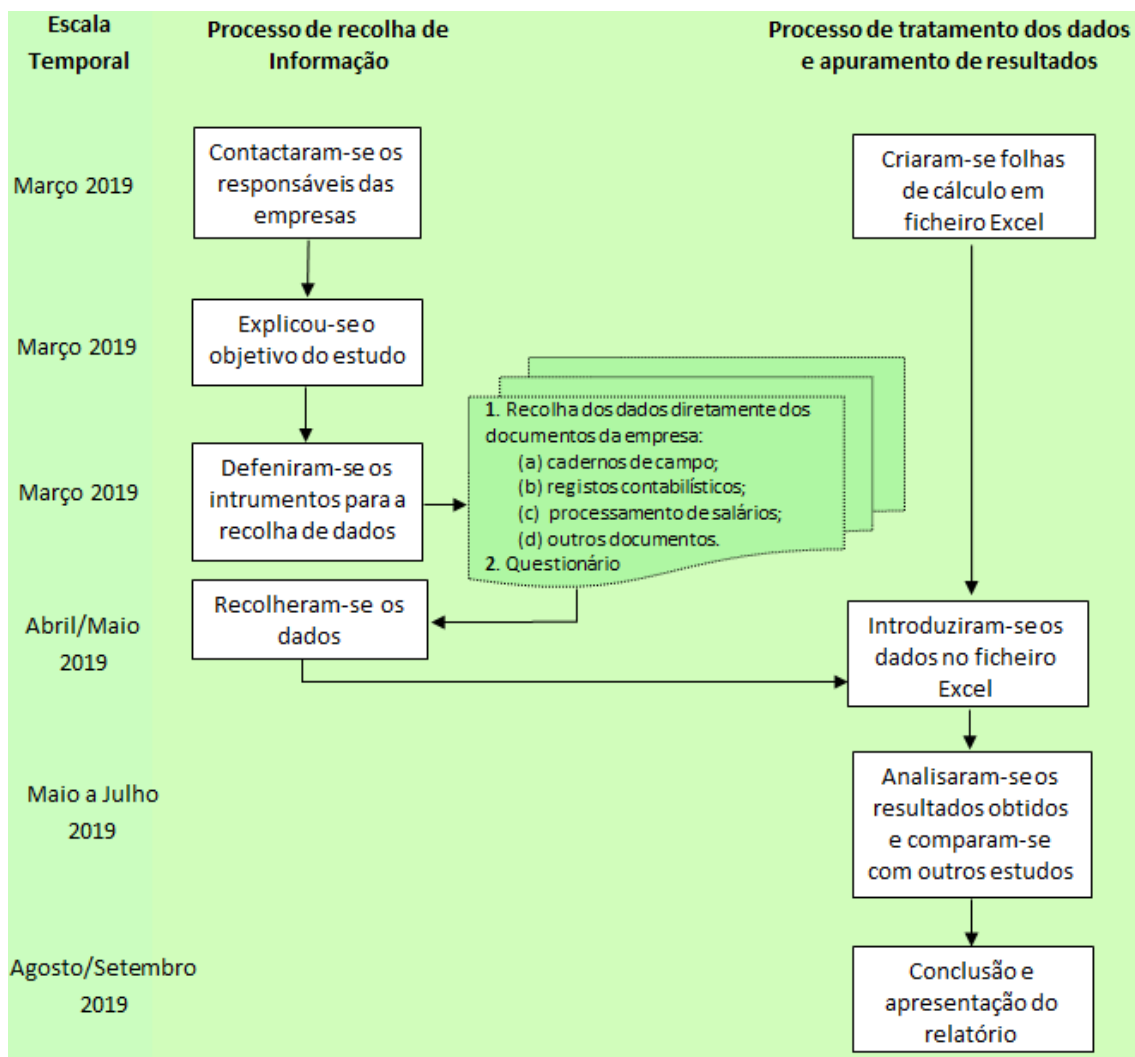 Escala
Temporal
Processo de recolha de
Informação
Processo de tratamento dos dados
e apuramento de resultados
Março 2019
Contactaram-se os
responsáveis das
empresas
Criaram-se folhas
de cálculo em
ficheiro Excel
Março 2019
Explicou-se o
objetivo do estudo
Março 2019
Defeniram-se os
intrumentos para a
recolha de dados
1. Recolha dos dados diretamente dos
documentos da empresa:
(a) cadernos de campo;
(b) registos contabilísticos;
(c) processamento de salários;
(d) outros documentos.
2. Questionário
Abril/Maio
2019
Recolheram-se os
dados
Introduziram-se os
dados no ficheiro
Excel
Maio a Julho
2019
Analisaram-se os
resultados obtidos
e comparam-se
com outros estudos
Agosto/Setembro
2019
Conclusão e
apresentação do
relatório